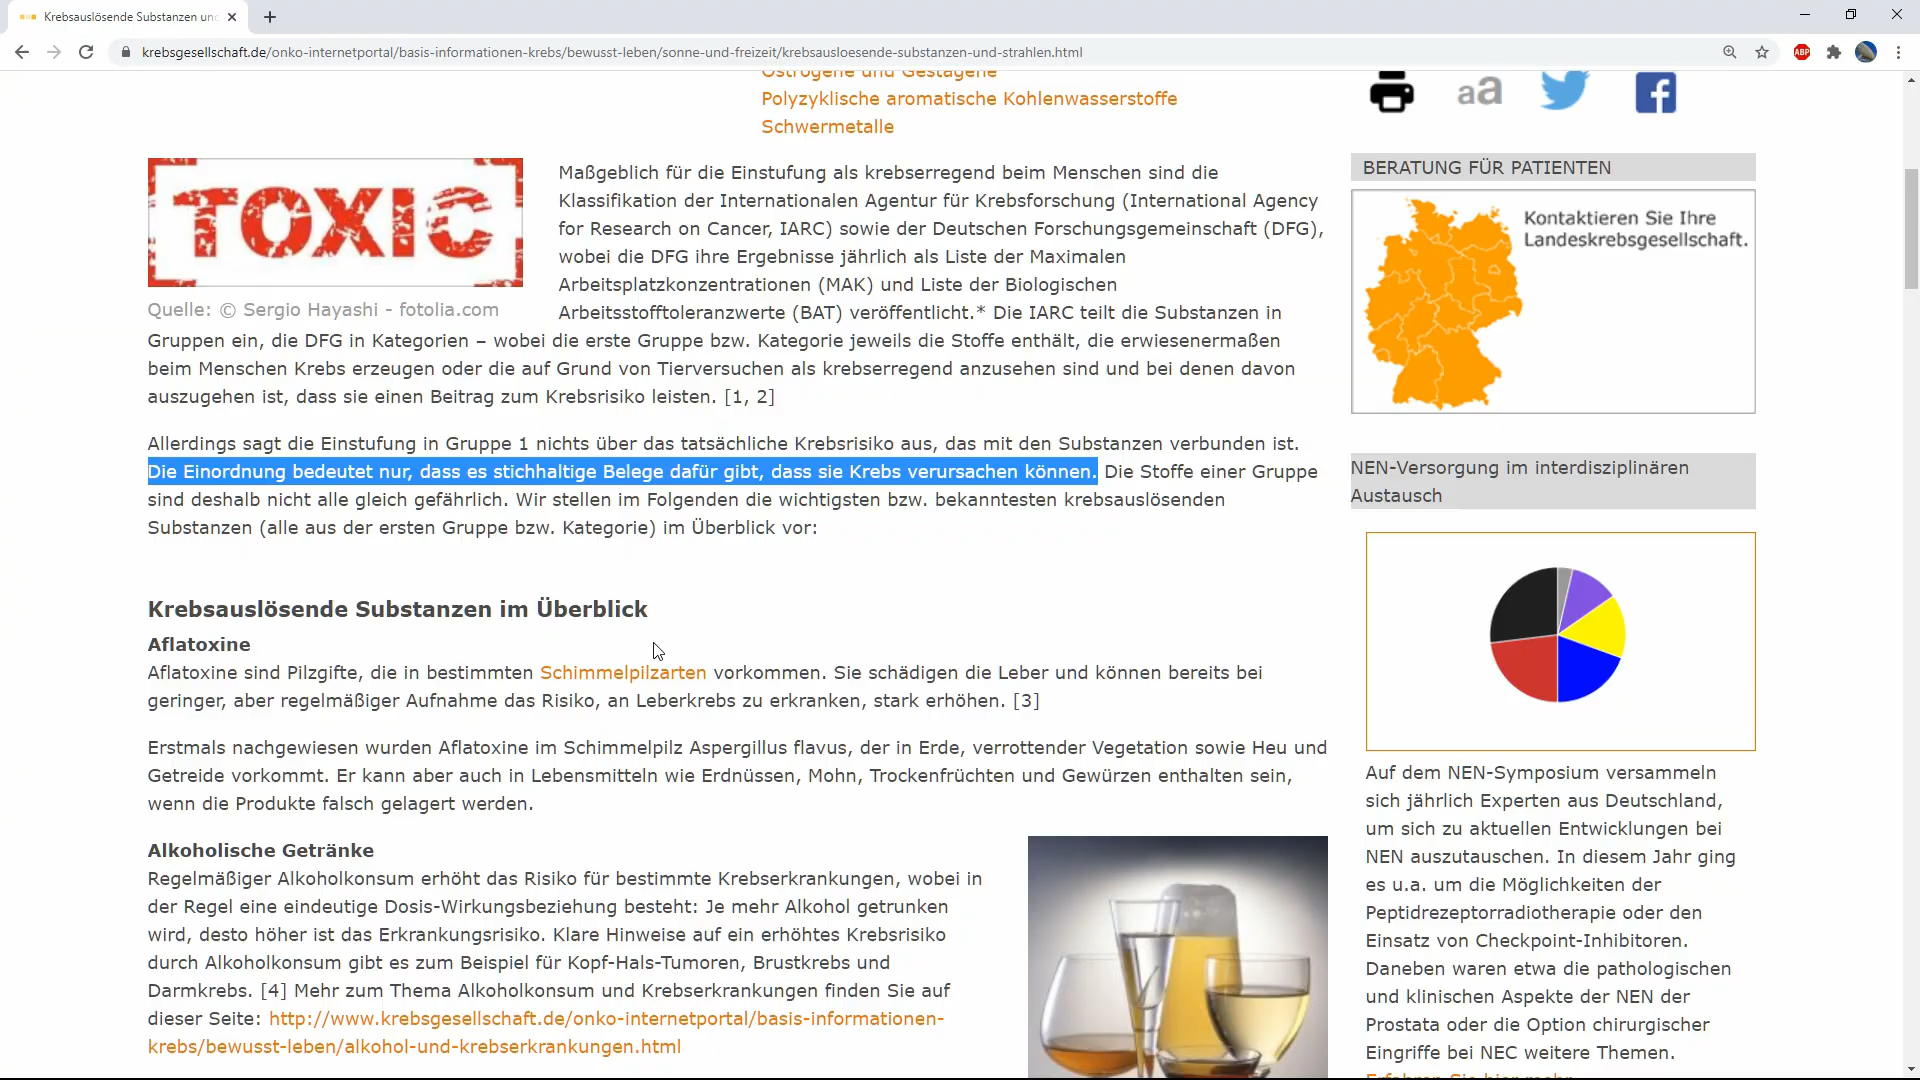 Krebsauslösende Substanzen und
krebsgesellschaft.de/onko-internetportal/basis-informationen-krebs/bewusst-leben/sonne-und-freizeit/krebsausloesende-substanzen-und-strahlen.html
ABP
Östrogene und Gestagene
Polyzyklische aromatische Kohlenwasserstoffe
Schwermetalle
aA
TOXIC
Quelle: © Sergio Hayashi - fotolia.com
Maßgeblich für die Einstufung als krebserregend beim Menschen sind die
Klassifikation der Internationalen Agentur für Krebsforschung (International Agency
for Research on Cancer, IARC) sowie der Deutschen Forschungsgemeinschaft (DFG),
wobei die DFG ihre Ergebnisse jährlich als Liste der Maximalen
Arbeitsplatzkonzentrationen (MAK) und Liste der Biologischen
Arbeitsstofftoleranzwerte (BAT) veröffentlicht.* Die IARC teilt die Substanzen in
Gruppen ein, die DFG in Kategorien – wobei die erste Gruppe bzw. Kategorie jeweils die Stoffe enthält, die erwiesenermaßen
beim Menschen Krebs erzeugen oder die auf Grund von Tierversuchen als krebserregend anzusehen sind und bei denen davon
auszugehen ist, dass sie einen Beitrag zum Krebsrisiko leisten. [1, 2]
Allerdings sagt die Einstufung in Gruppe 1 nichts über das tatsächliche Krebsrisiko aus, das mit den Substanzen verbunden ist.
Die Einordnung bedeutet nur, dass es stichhaltige Belege dafür gibt, dass sie Krebs verursachen können. Die Stoffe einer Gruppe
sind deshalb nicht alle gleich gefährlich. Wir stellen im Folgenden die wichtigsten bzw. bekanntesten krebsauslösenden
Substanzen (alle aus der ersten Gruppe bzw. Kategorie) im Überblick vor:
Krebsauslösende Substanzen im Überblick
Aflatoxine
Aflatoxine sind Pilzgifte, die in bestimmten Schimmelpilzarten vorkommen. Sie schädigen die Leber und können bereits bei
geringer, aber regelmäßiger Aufnahme das Risiko, an Leberkrebs zu erkranken, stark erhöhen. [3]
Erstmals nachgewiesen wurden Aflatoxine im Schimmelpilz Aspergillus flavus, der in Erde, verrottender Vegetation sowie Heu und
Getreide vorkommt. Er kann aber auch in Lebensmitteln wie Erdnüssen, Mohn, Trockenfrüchten und Gewürzen enthalten sein,
wenn die Produkte falsch gelagert werden.
Alkoholische Getränke
Regelmäßiger Alkoholkonsum erhöht das Risiko für bestimmte Krebserkrankungen, wobei in
der Regel eine eindeutige Dosis-Wirkungsbeziehung besteht: Je mehr Alkohol getrunken
wird, desto höher ist das Erkrankungsrisiko. Klare Hinweise auf ein erhöhtes Krebsrisiko
durch Alkoholkonsum gibt es zum Beispiel für Kopf-Hals-Tumoren, Brustkrebs und
Darmkrebs. [4] Mehr zum Thema Alkoholkonsum und Krebserkrankungen finden Sie auf
dieser Seite: http://www.krebsgesellschaft.de/onko-internetportal/basis-informationen-
krebs/bewusst-leben/alkohol-und-krebserkrankungen.html
BERATUNG FÜR PATIENTEN
Kontaktieren Sie Ihre
Landeskrebsgesellschaft.
NEN-Versorgung im interdisziplinären
Austausch
Auf dem NEN-Symposium versammeln
sich jährlich Experten aus Deutschland,
um sich zu aktuellen Entwicklungen bei
NEN auszutauschen. In diesem Jahr ging
es u.a. um die Möglichkeiten der
Peptidrezeptorradiotherapie oder den
Einsatz von Checkpoint-Inhibitoren.
Daneben waren etwa die pathologischen
und klinischen Aspekte der NEN der
Prostata oder die Option chirurgischer
Eingriffe bei NEC weitere Themen.
Erfahren Sie hier mehr